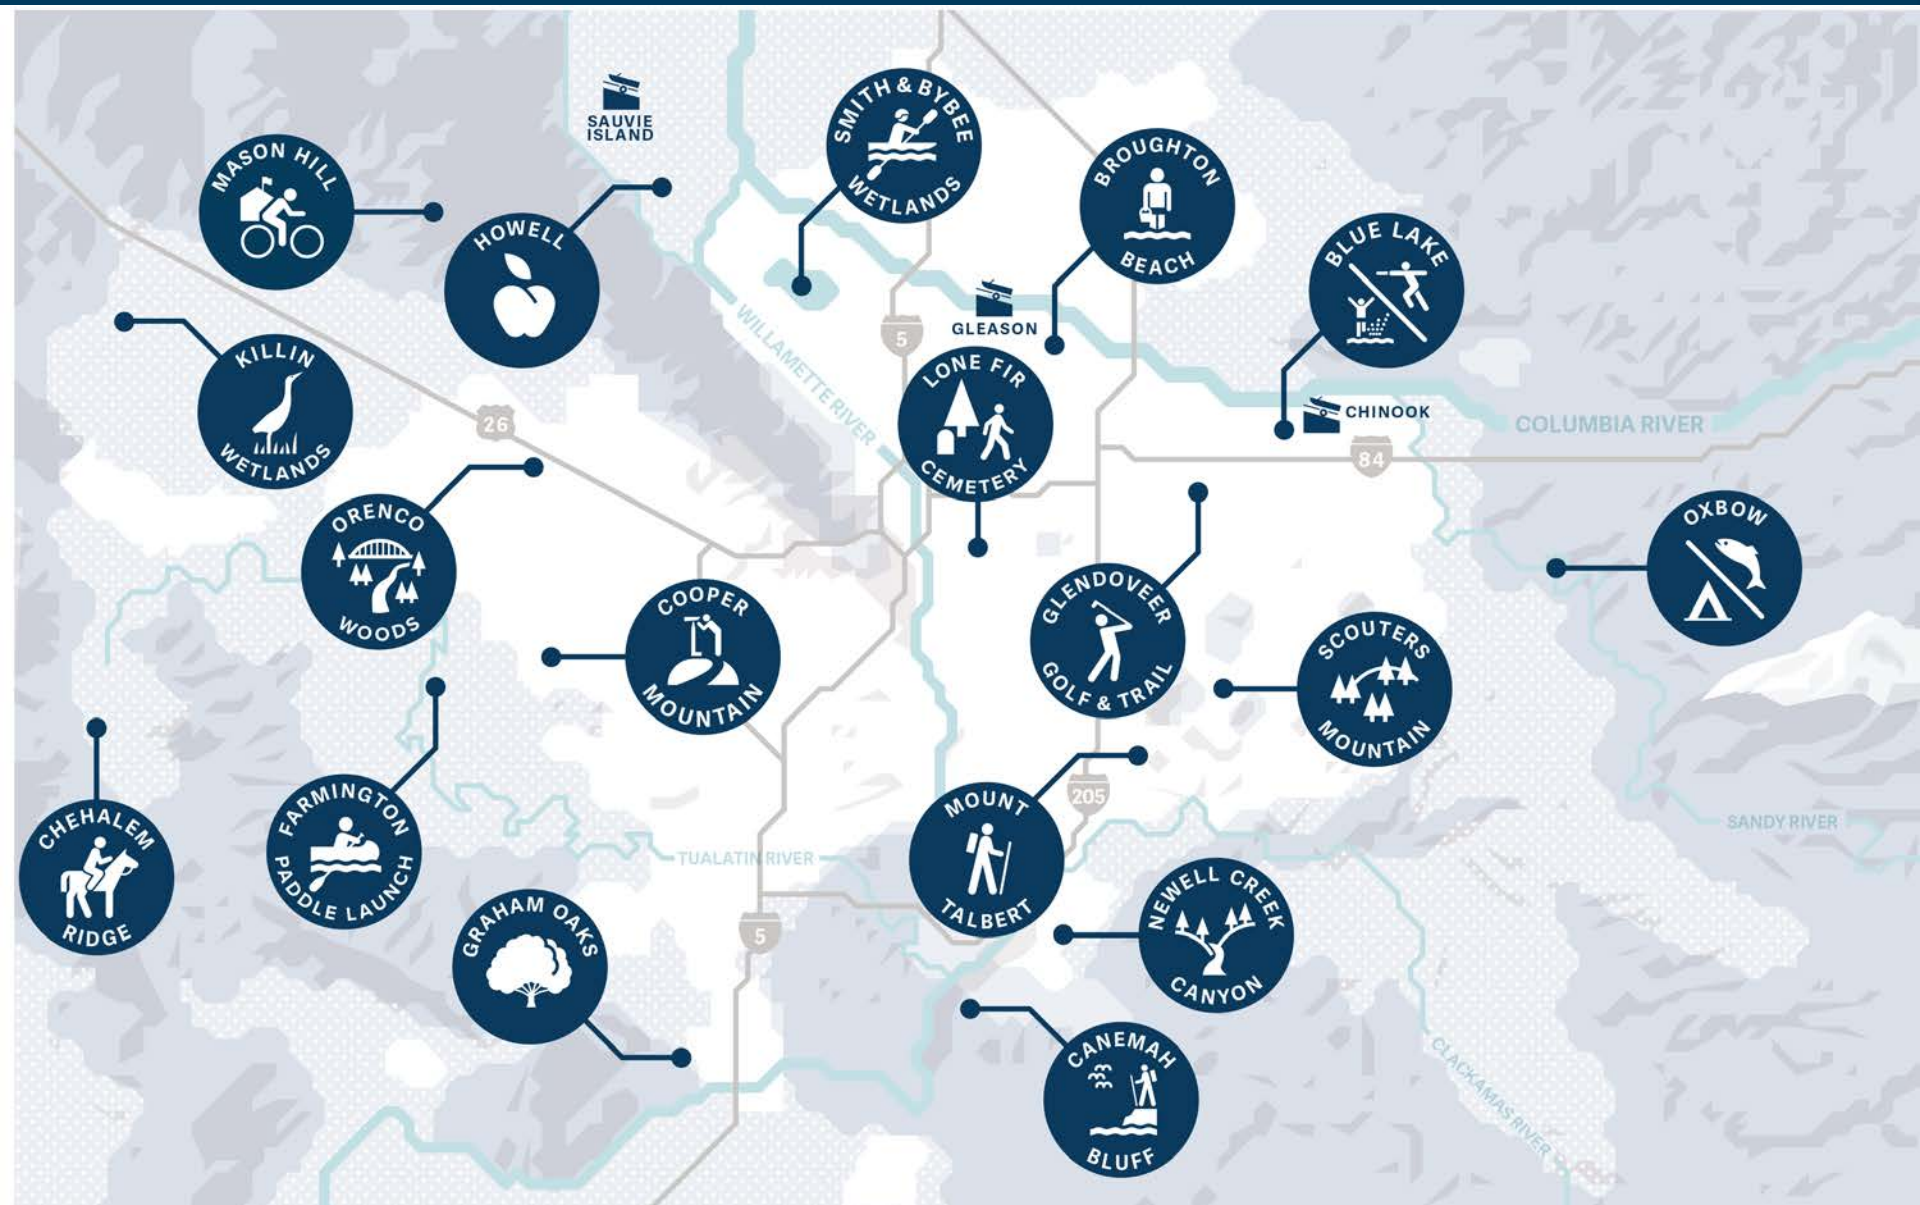 SAUVIE
ISLAND
SMITH & BYBEE
WETLANDS
MASON HILL
BROUGHTON
BEACH
HOWELL
BLUE LAKE
GLEASON
KILLIN
WETLANDS
5
WILLAMETTE RIVER
LONE FIR
CEMETERY
CHINOOK
COLUMBIA RIVER
26
84
ORENCO
WOODS
OXBOW
COOPER
MOUNTAIN
GLENDOVEER
GOLF & TRAIL
SCOUTERS
MOUNTAIN
CHEHALEM
RIDGE
FARMINGTON
PADDLE LAUNCH
MOUNT
TALBERT
205
SANDY RIVER
TUALATIN RIVER
GRAHAM OAKS
5
NEWELL CREEK
CANYON
CANEMAH
BLUFF
CLACKAMAS RIVER